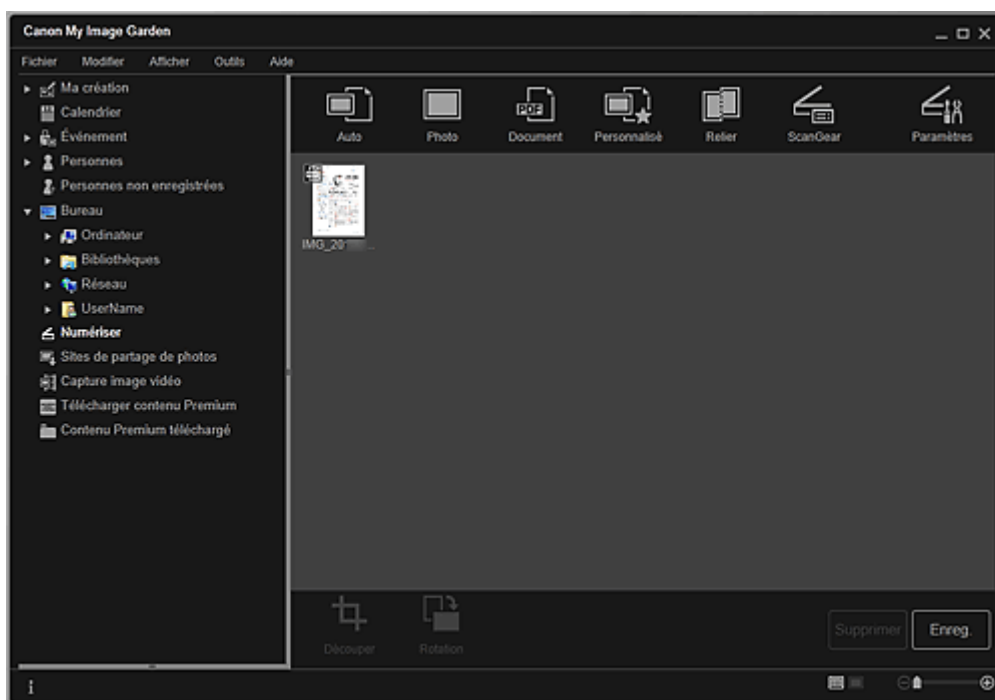 Canon My Image Garden
Fichier Modifier Afficher Outils Aide
Ma création
Calendrier
Événement
Personnes
Personnes non enregistrées
Bureau
Ordinateur
Bibliothèques
Réseau
UserName
Numériser
Sites de partage de photos
Capture image vidéo
Télécharger contenu Premium
Contenu Premium téléchargé
Auto Photo Document Personnalisé Relier ScanGear Paramètres
PDF
IMG_20
Découper Rotation
Supprimer Enreg.